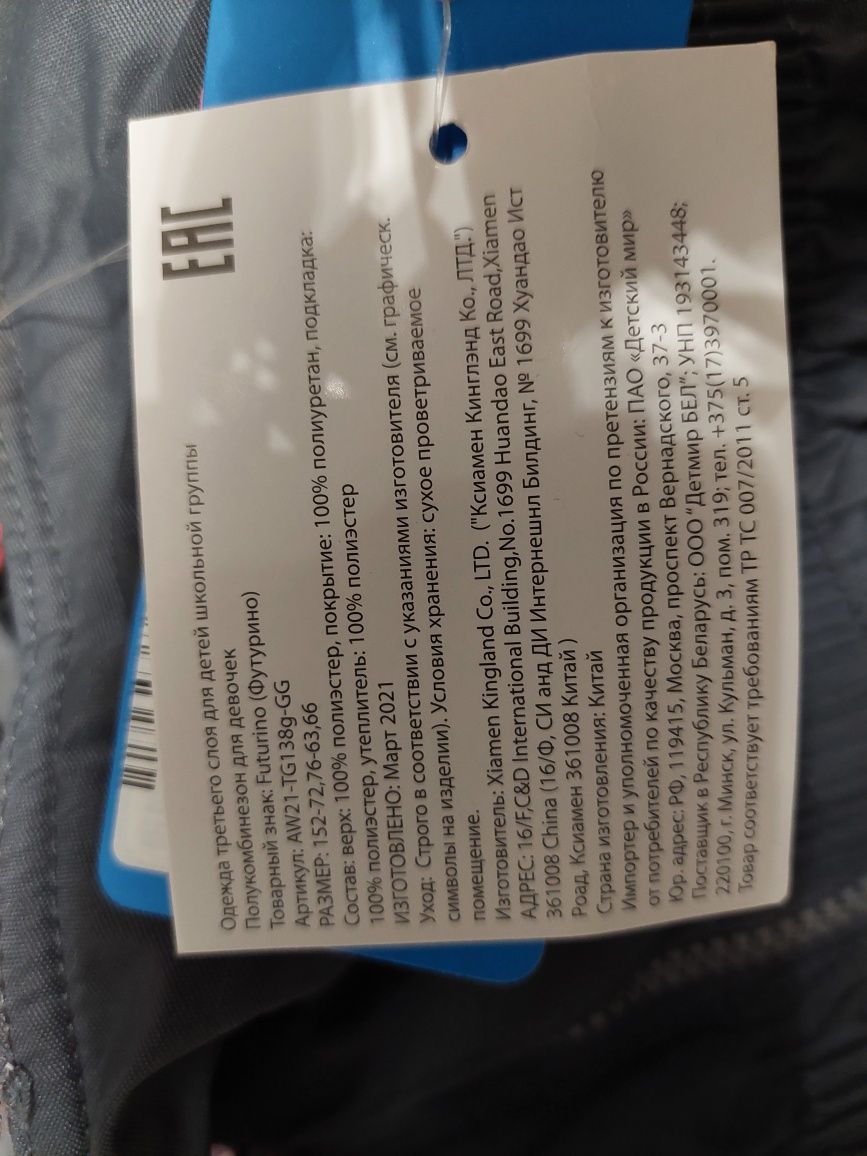 EAC
Одежда третьего слоя для детей школьной группы
Полукомбинезон для девочек
Товарный знак: Futurino (Футурино)
Артикул: AW21-TG138g-GG
РАЗМЕР: 152-72,76-63,66
Состав: верх: 100% полиэстер, покрытие: 100% полиуретан, подкладка:
100% полиэстер, утеплитель: 100% полиэстер
ИЗГОТОВЛЕНО: Март 2021
Уход: Строго в соответствии с указаниями изготовителя (см. графическ.
символы на изделии). Условия хранения: сухое проветриваемое
помещение.
Изготовитель: Xiamen Kingland Co., LTD. ("Ксиамен Кинглэнд Ко., ЛТД.")
АДРЕС: 16/F,C&D International Building,No.1699 Huandao East Road,Xiamen
361008 China (16/Ф, СИ анд ДИ Интернешнл Билдинг, № 1699 Хуандао Ист
Роад, Ксиамен 361008 Китай )
Страна изготовления: Китай
Импортер и уполномоченная организация по претензиям к изготовителю
от потребителей по качеству продукции в России: ПАО «Детский мир»
Юр. адрес: РФ, 119415, Москва, проспект Вернадского, 37-3
Поставщик в Республику Беларусь: ООО "Детмир БЕЛ"; УНП 193143448;
220100, г. Минск, ул. Кульман, д. 3, пом. 319; тел. +375(17)3970001.
Товар соответствует требованиям ТР ТС 007/2011 ст. 5